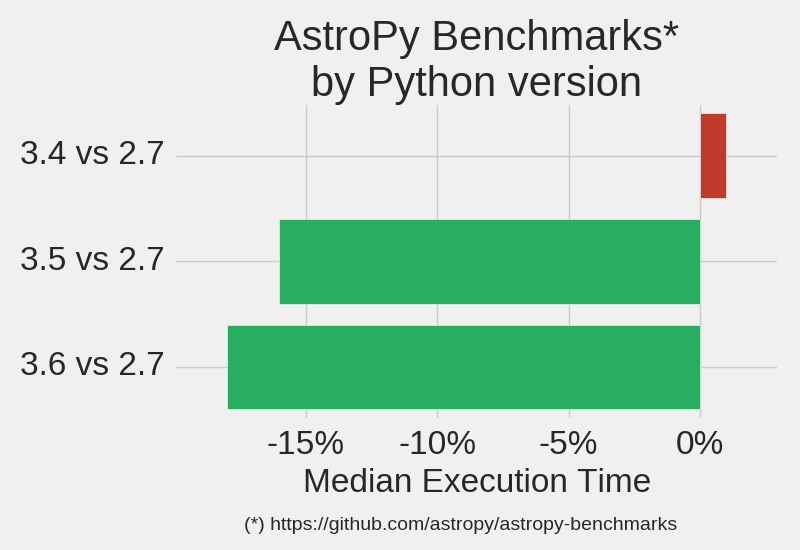 AstroPy Benchmarks*
by Python version
3.4 vs 2.7
3.5 vs 2.7
3.6 vs 2.7
-15% -10% -5% 0%
Median Execution Time
(*) https://github.com/astropy/astropy-benchmarks